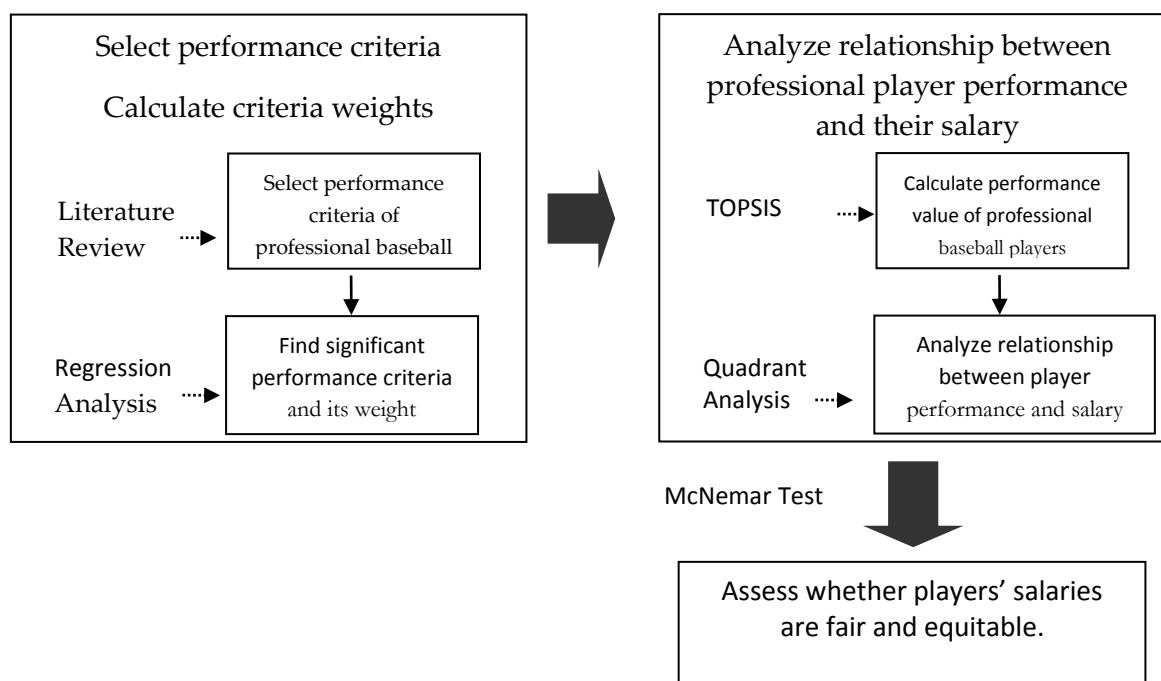 Select performance criteria
Calculate criteria weights
Literature
Review
Select performance
criteria of
professional baseball
Regression
Analysis
Find significant
performance criteria
and its weight
Analyze relationship between
professional player performance
and their salary
TOPSIS
Calculate performance
value of professional
baseball players
Quadrant
Analysis
Analyze relationship
between player
performance and salary
McNemar Test
Assess whether players’ salaries
are fair and equitable.